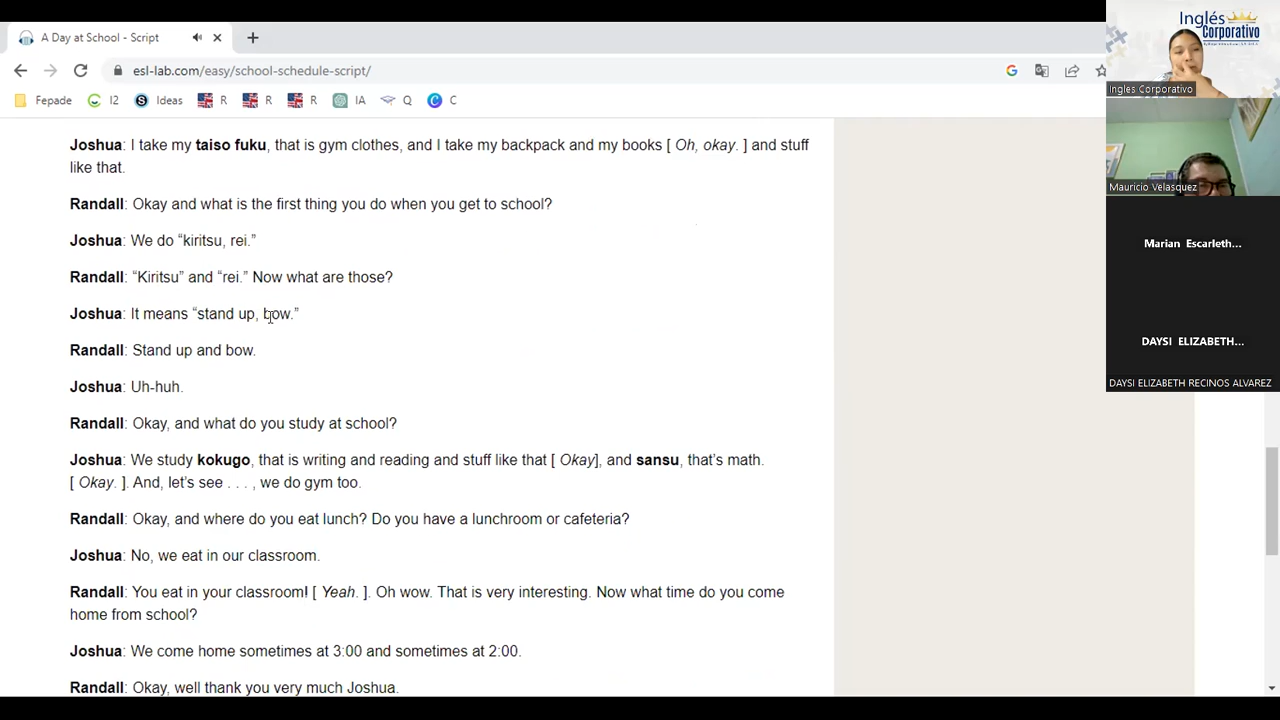 A Day at School - Script
esl-lab.com/easy/school-schedule-script/
Fepade
I2
Ideas
R
R
R
IA
Q
C
Joshua: I take my taiso fuku, that is gym clothes, and I take my backpack and my books [ Oh, okay. ] and stuff
like that.
Randall: Okay and what is the first thing you do when you get to school?
Joshua: We do “kiritsu, rei.”
Randall: “Kiritsu” and “rei.” Now what are those?
Joshua: It means “stand up, bow.”
Randall: Stand up and bow.
Joshua: Uh-huh.
Randall: Okay, and what do you study at school?
Joshua: We study kokugo, that is writing and reading and stuff like that [ Okay], and sansu, that’s math.
[ Okay. ]. And, let’s see . . . , we do gym too.
Randall: Okay, and where do you eat lunch? Do you have a lunchroom or cafeteria?
Joshua: No, we eat in our classroom.
Randall: You eat in your classroom! [ Yeah. ]. Oh wow. That is very interesting. Now what time do you come
home from school?
Joshua: We come home sometimes at 3:00 and sometimes at 2:00.
Randall: Okay, well thank you very much Joshua.
Inglés
Corporativo
Ingles Corporativo
Mauricio Velasquez
Marian Escarleth...
DAYSI ELIZABETH...
DAYSI ELIZABETH RECINOS ALVAREZ